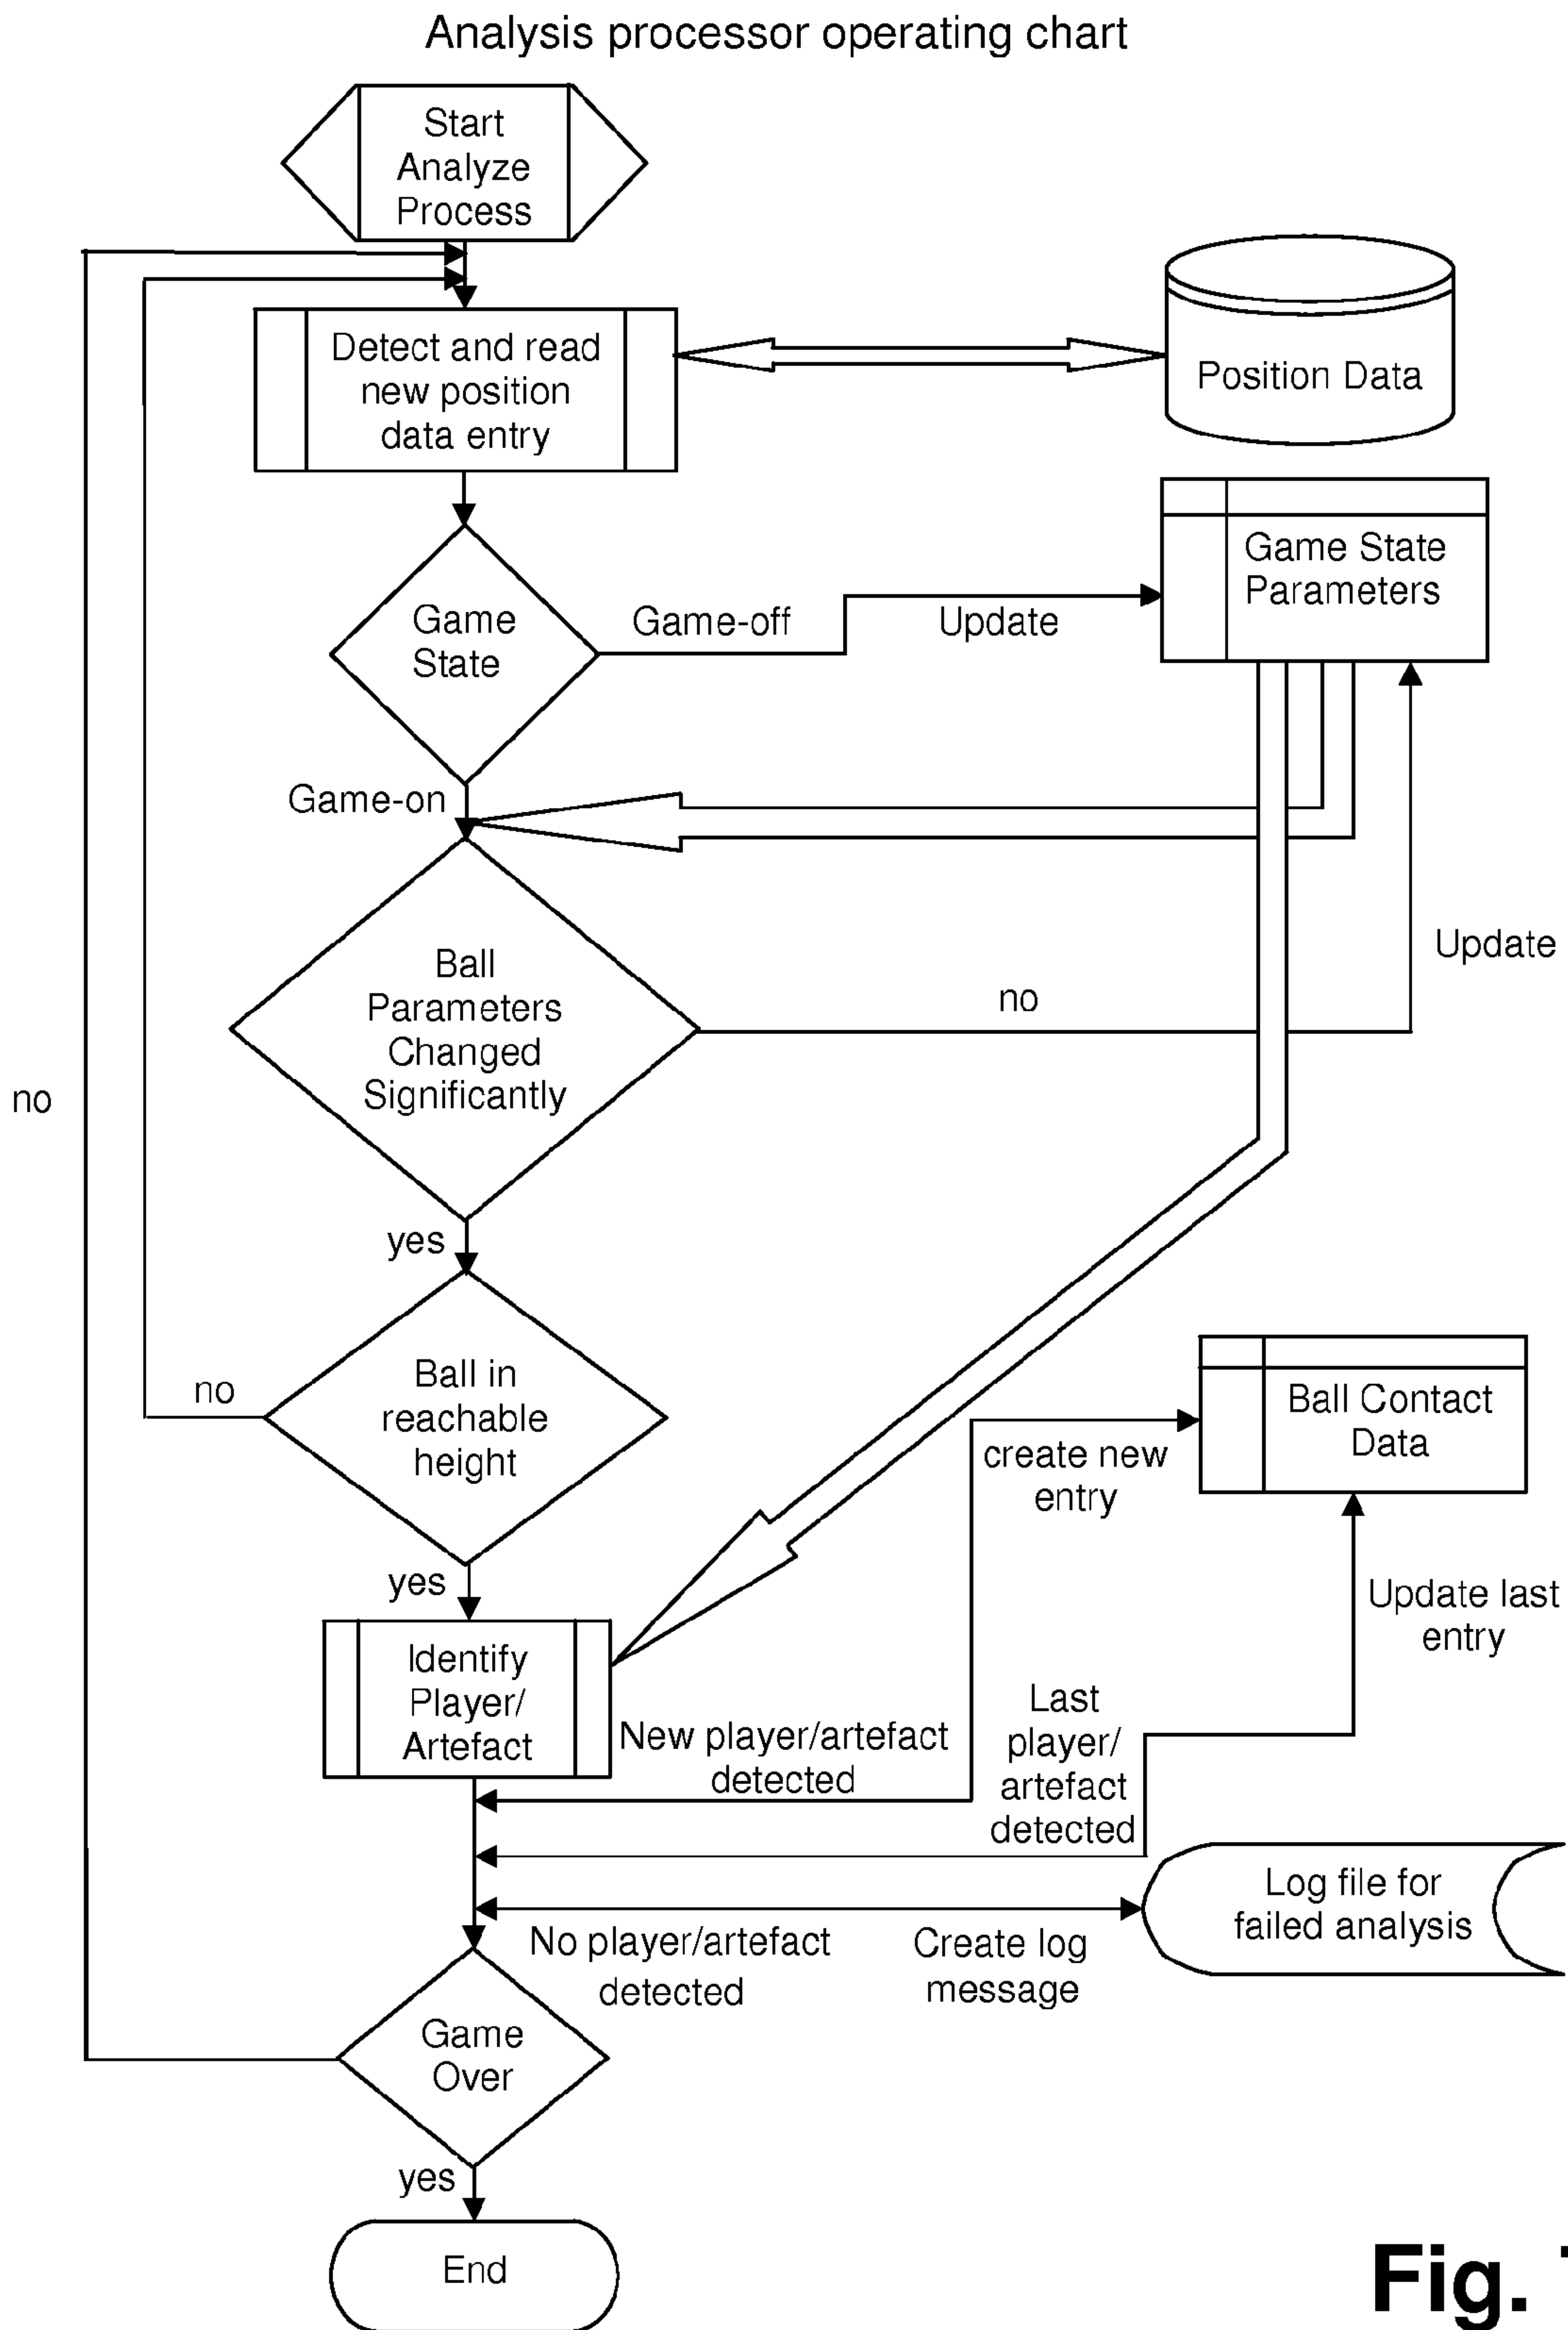 Analysis processor operating chart
Start
Analyze
Process
Detect and read
new position
data entry
Position Data
Game State
Parameters
Game
State
Game-off
Update
Game-on
Ball
Parameters
Changed
Significantly
no
Update
no
yes
Ball in
reachable
height
no
Ball Contact
Data
create new
entry
yes
Update last
entry
Identify
Player/
Artefact
New player/artefact
detected
Last
player/
artefact
detected
Log file for
failed analysis
No player/artefact
detected
Create log
message
Game
Over
yes
End
Fig.